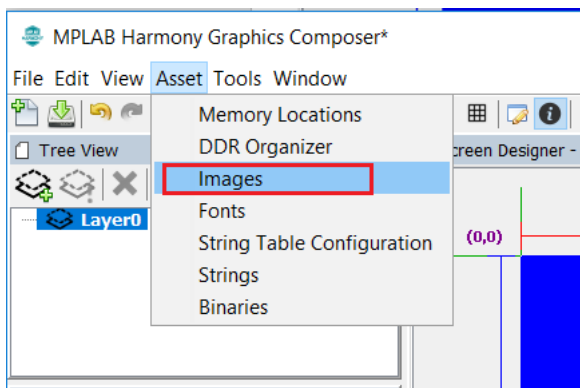 MPLAB Harmony Graphics Composer*
File Edit View Asset Tools Window
Memory Locations
Tree View
DDR Organizer
creen Designer -
Images
Layer0
Fonts
String Table Configuration
(0,0)
Strings
Binaries